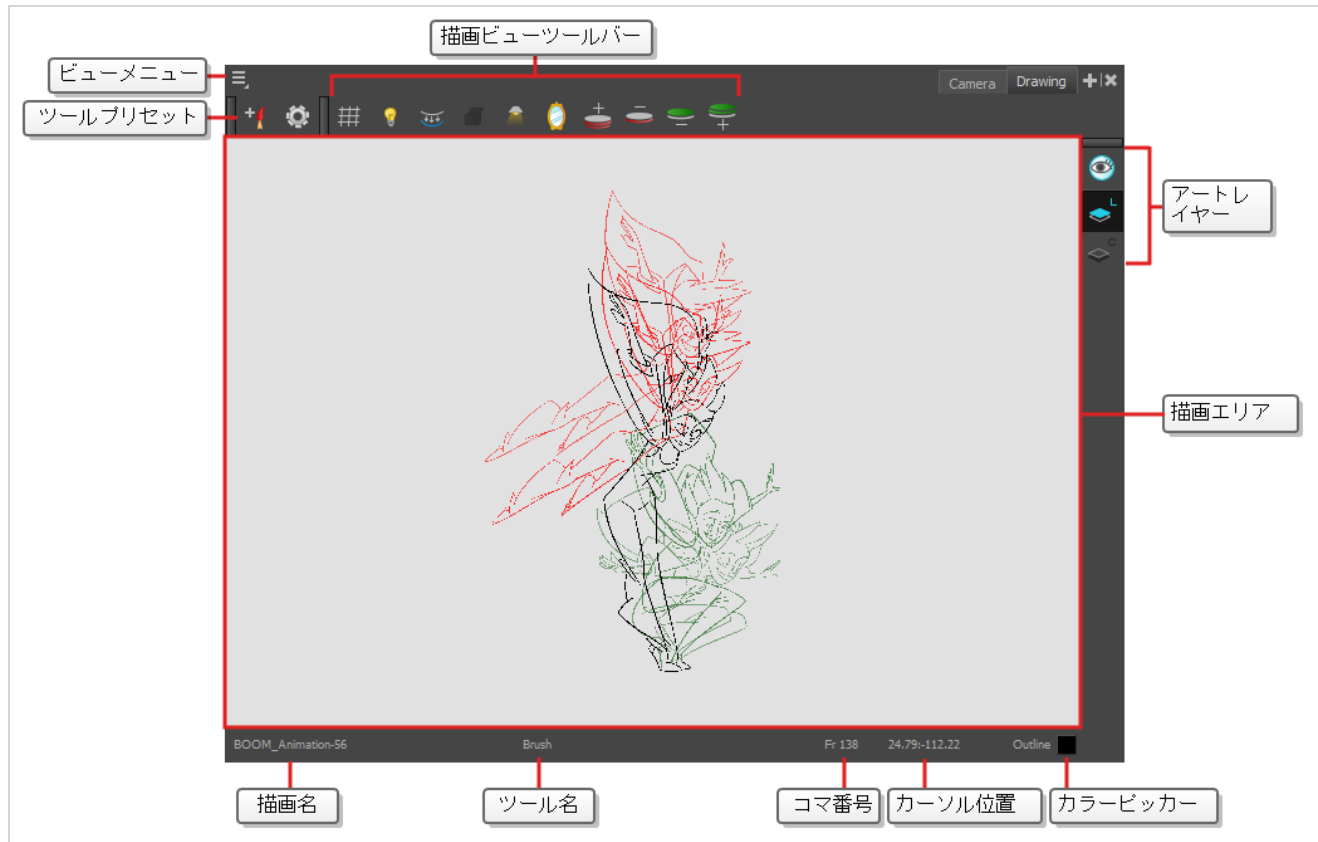 描画ビューツールバー
ビューメニュー
Camera
Drawing
ツールプリセット
L
アートレ
イヤー
C
描画エリア
BOOM_Animation-56
Brush
Fr 138
24.79:-112.22
Outline
描画名
ツール名
コマ番号
カーソル位置
カラーピッカー